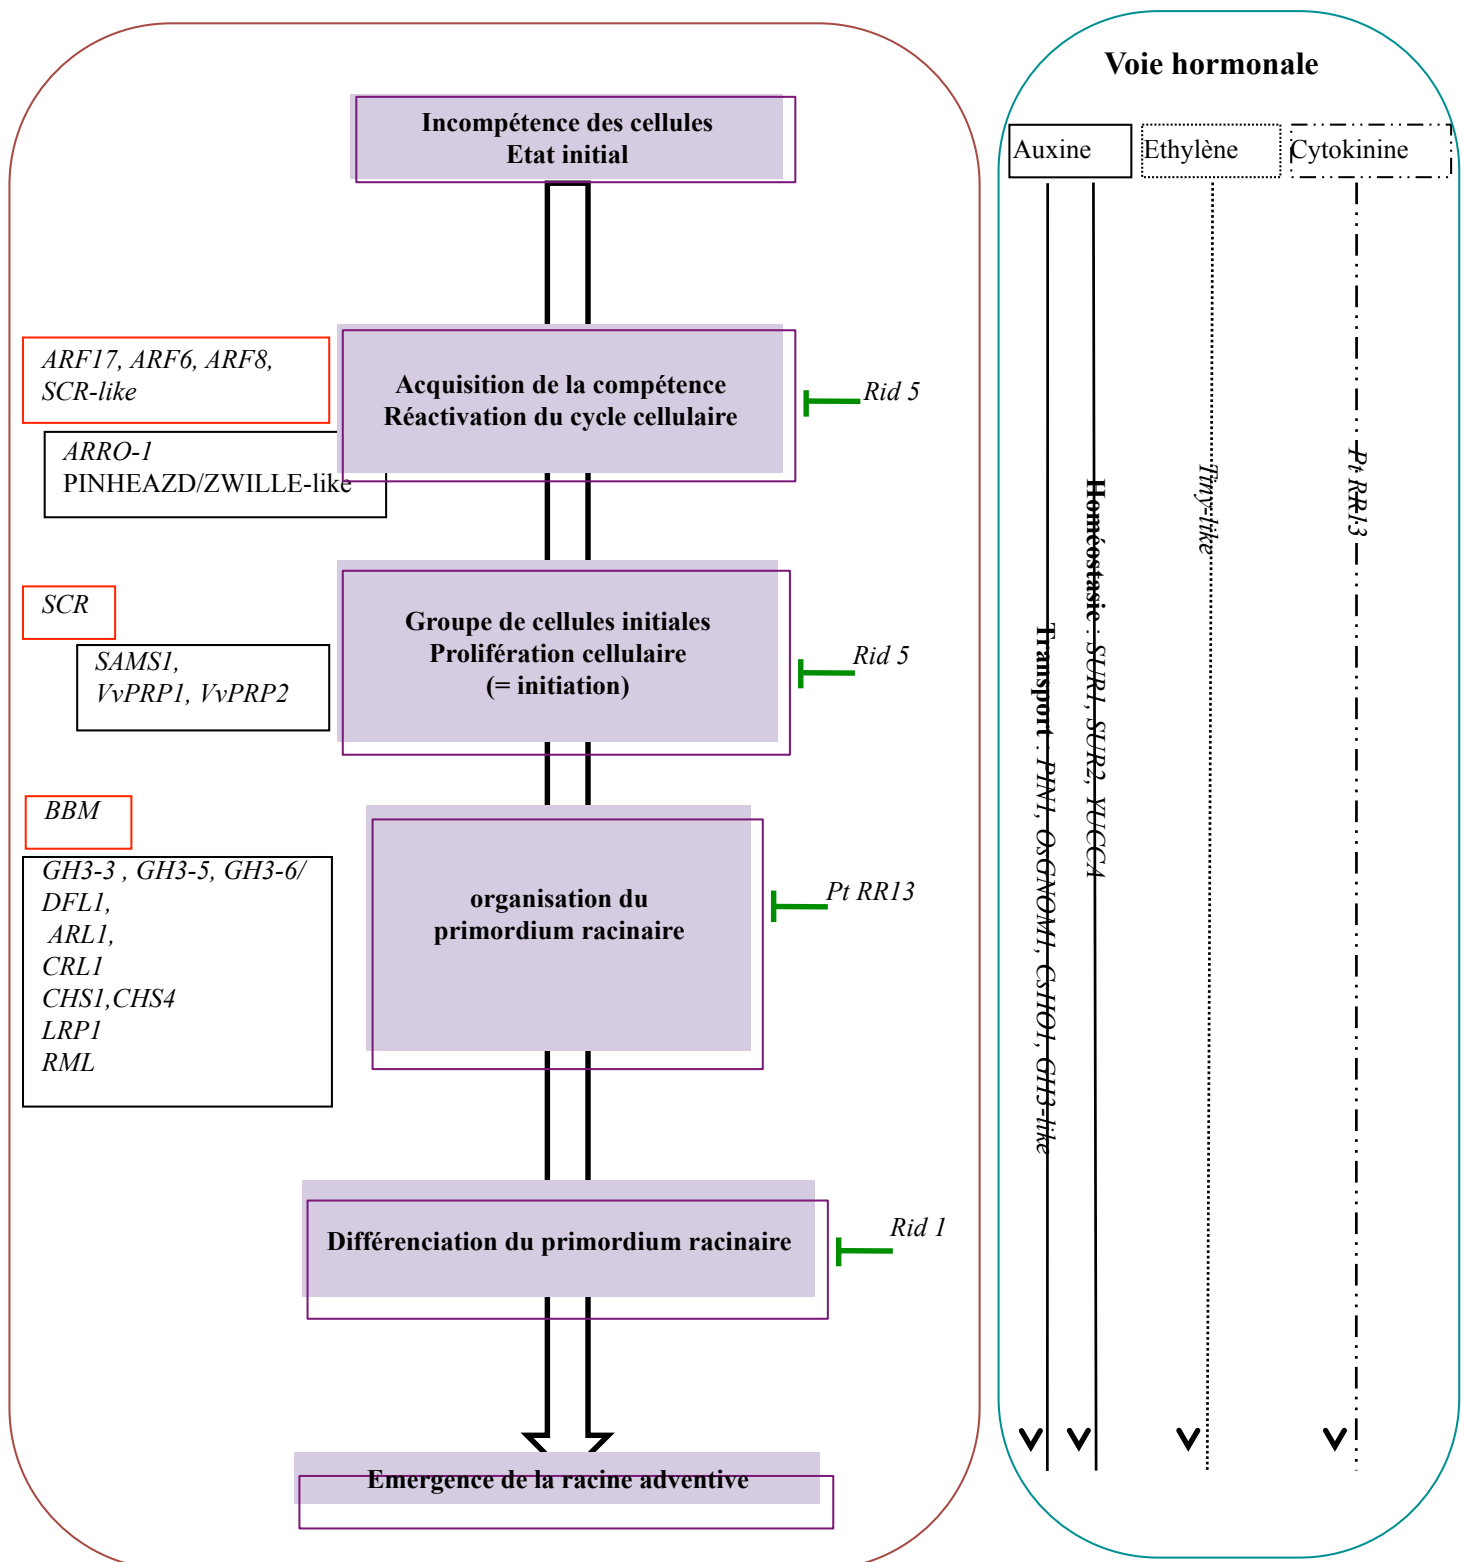 Incompétence des cellules
Etat initial
ARF17, ARF6, ARF8,
SCR-like
ARRO-1
PINHEAZD/ZWILLE-like
Acquisition de la compétence
Réactivation du cycle cellulaire
Rid 5
SCR
SAMS1,
VvPRP1, VvPRP2
Groupe de cellules initiales
Prolifération cellulaire
(= initiation)
Rid 5
BBM
GH3-3 , GH3-5, GH3-6/
DFL1,
ARL1,
CRL1
CHS1,CHS4
LRP1
RML
organisation du
primordium racinaire
Pt RR13
Différenciation du primordium racinaire
Rid 1
Emergence de la racine adventive
Voie hormonale
Auxine
Ethylène
Cytokinine
Transport : PIN1, OsGNOM1, CsHO1, GH3-like
Homéostasie : SUR1, SUR2, YUCCA
Tiny-like
Pt RR13